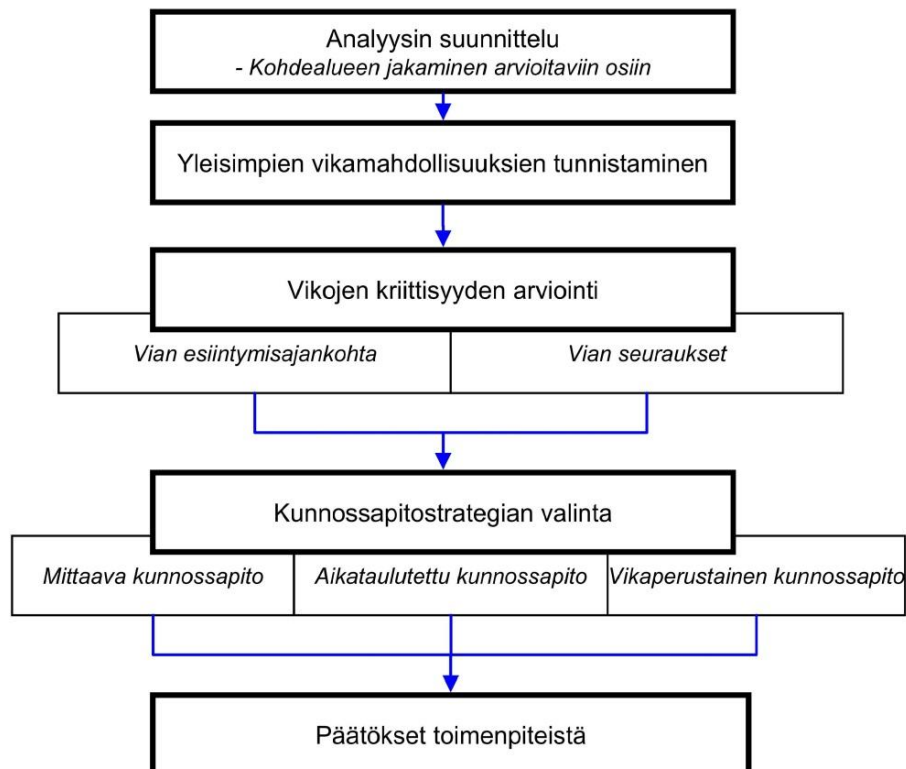 Analyysin suunnittelu
- Kohdealueen jakaminen arvioitaviin osiin
Yleisimpien vikamahdollisuuksien tunnistaminen
Vikojen kriittisyyden arviointi
Vian esiintymisajankohta
Vian seuraukset
Kunnossapitostrategian valinta
Mittaava kunnossapito
Aikataulutettu kunnossapito
Vikaperustainen kunnossapito
Päätökset toimenpiteistä